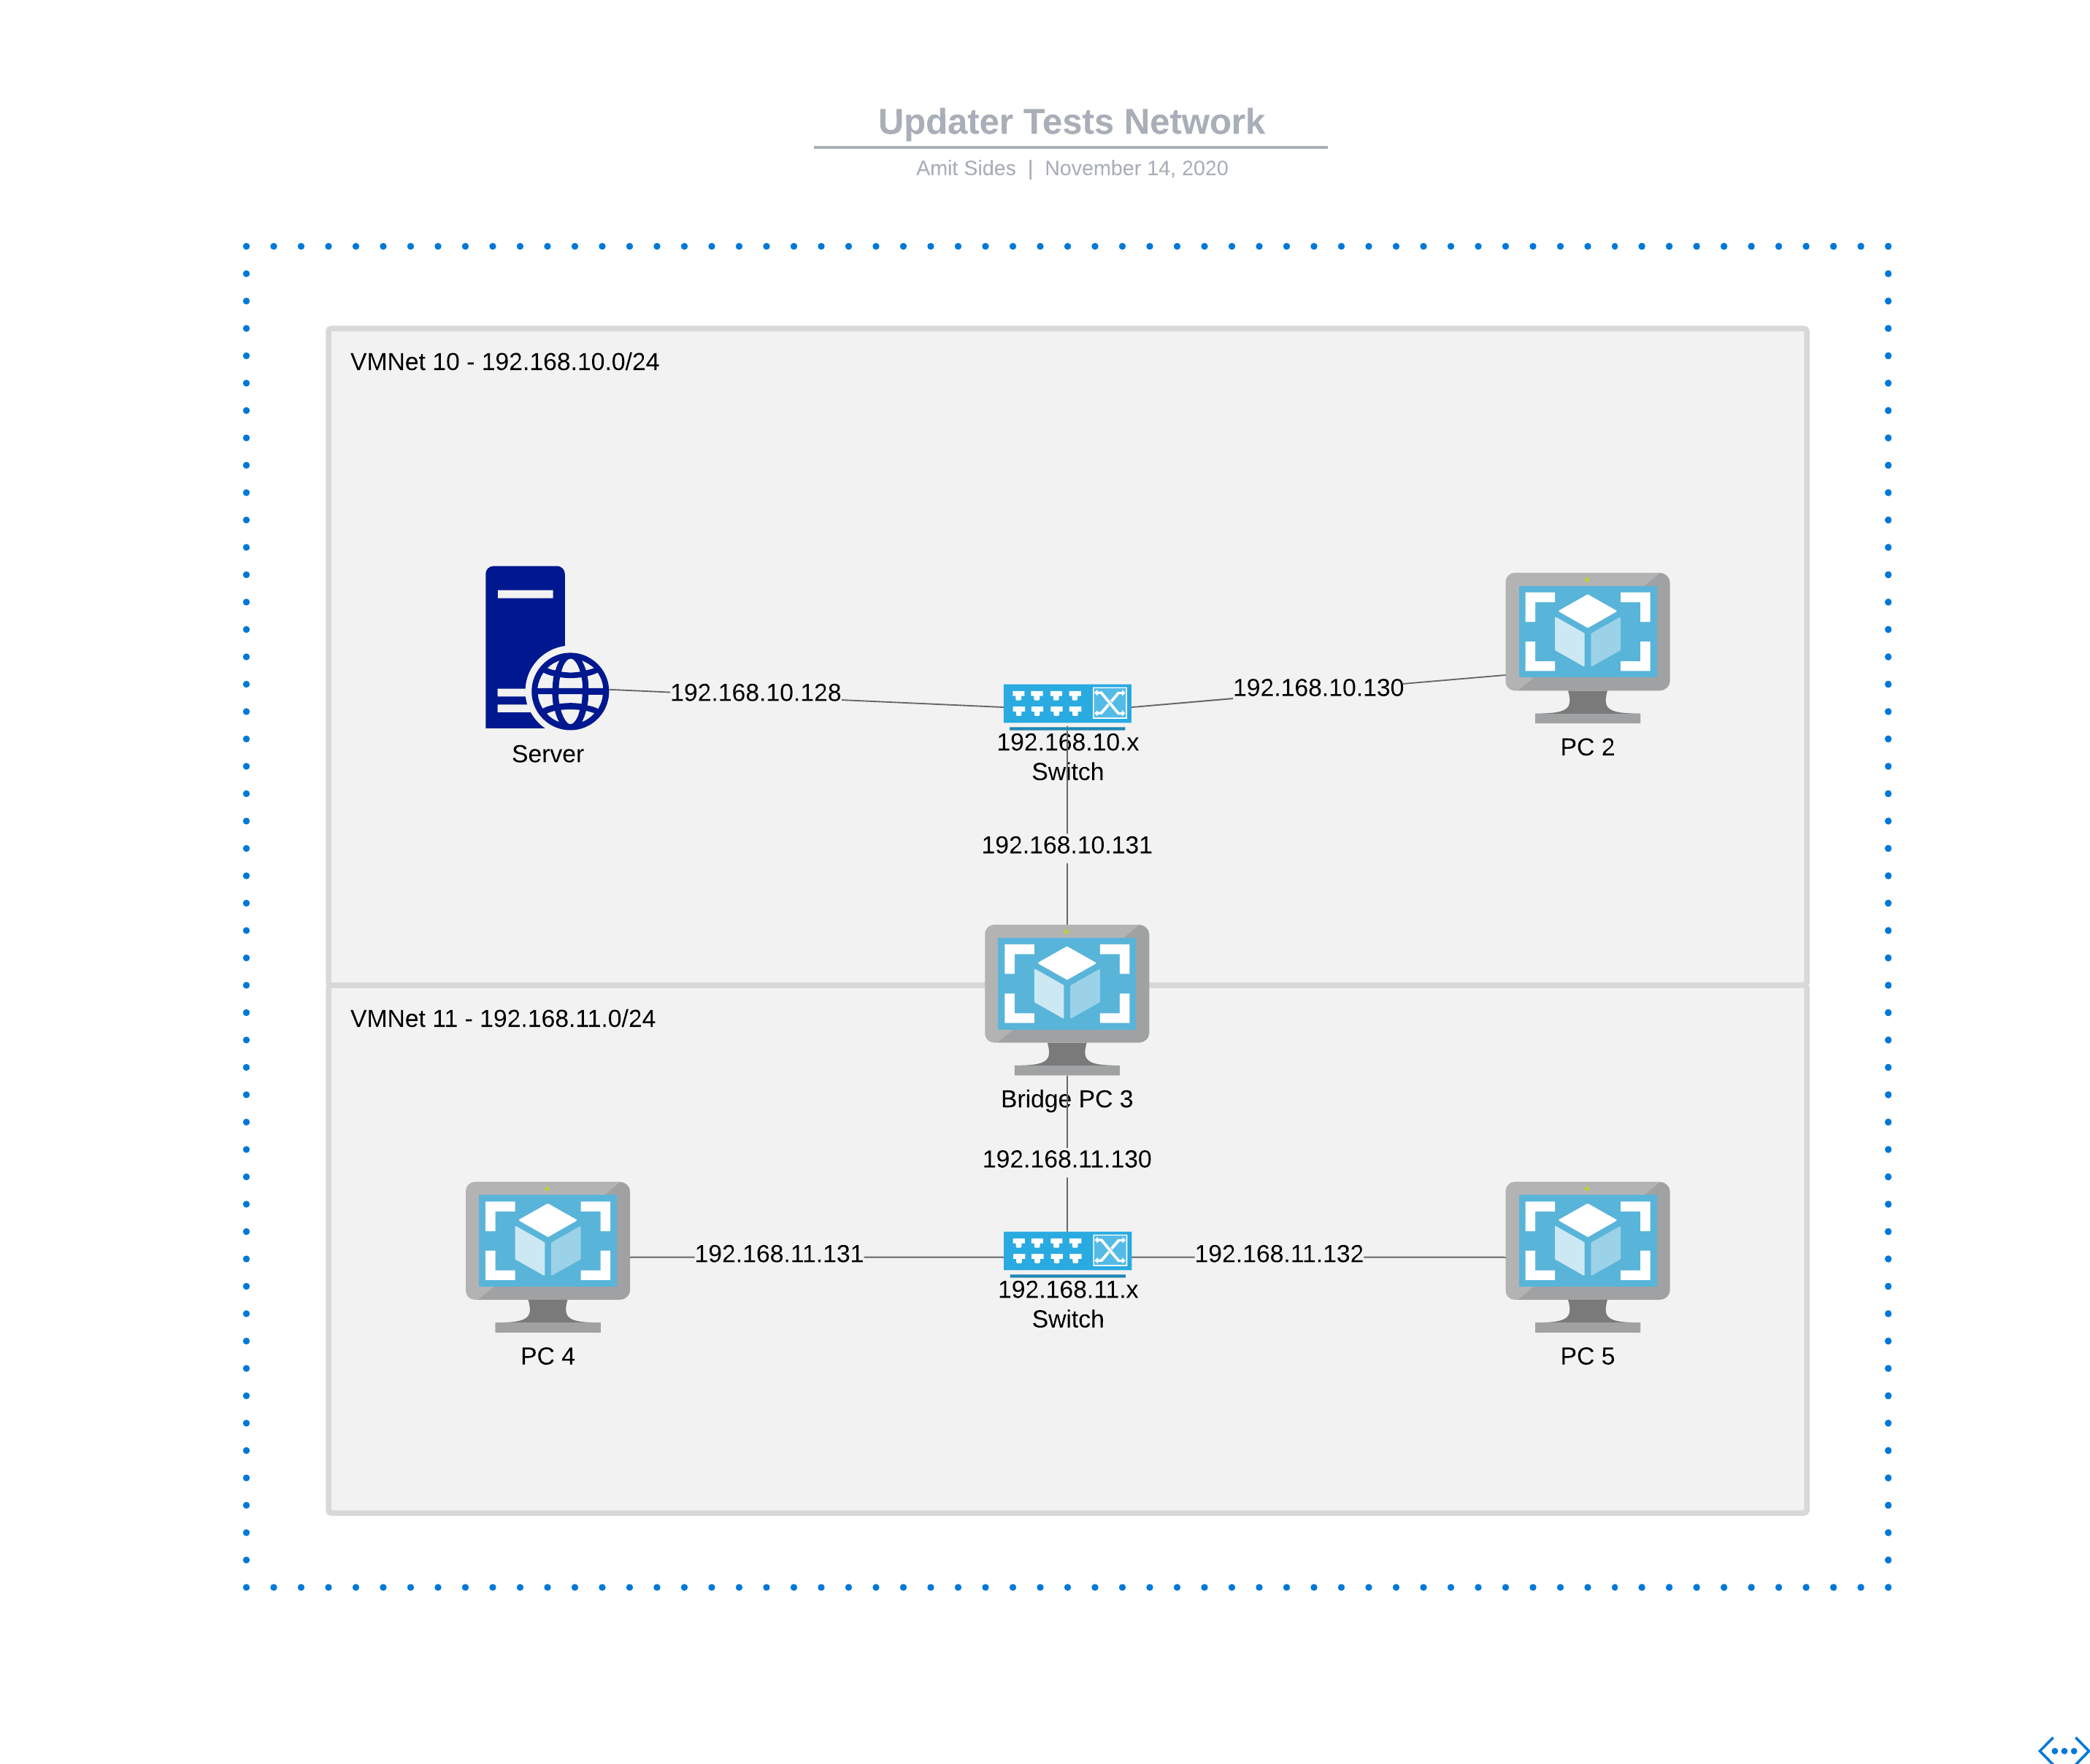 Updater Tests Network
Amit Sides | November 14, 2020
VMNet 10 - 192.168.10.0/24
192.168.10.128
192.168.10.130
Server
192.168.10.x
Switch
PC 2
192.168.10.131
VMNet 11 - 192.168.11.0/24
Bridge PC 3
192.168.11.130
192.168.11.131
192.168.11.132
192.168.11.x
Switch
PC 4
PC 5